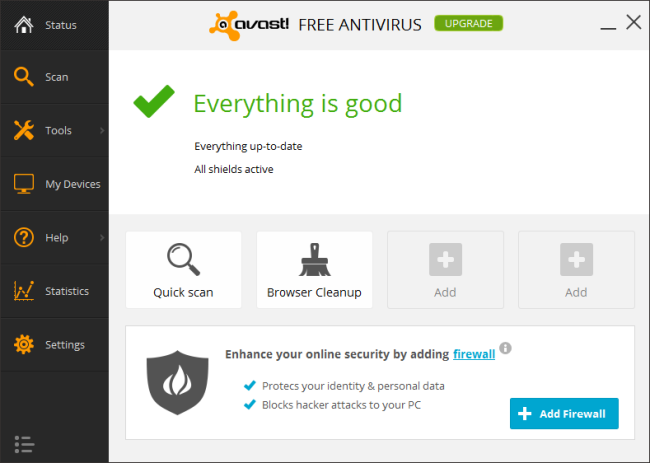 Status
Scan
Tools
My Devices
Help
Statistics
Settings
avast! FREE ANTIVIRUS UPGRADE
Everything is good
Everything up-to-date
All shields active
Quick scan
Browser Cleanup
Add
Add
Enhance your online security by adding firewall i
Protects your identity & personal data
Blocks hacker attacks to your PC
Add Firewall